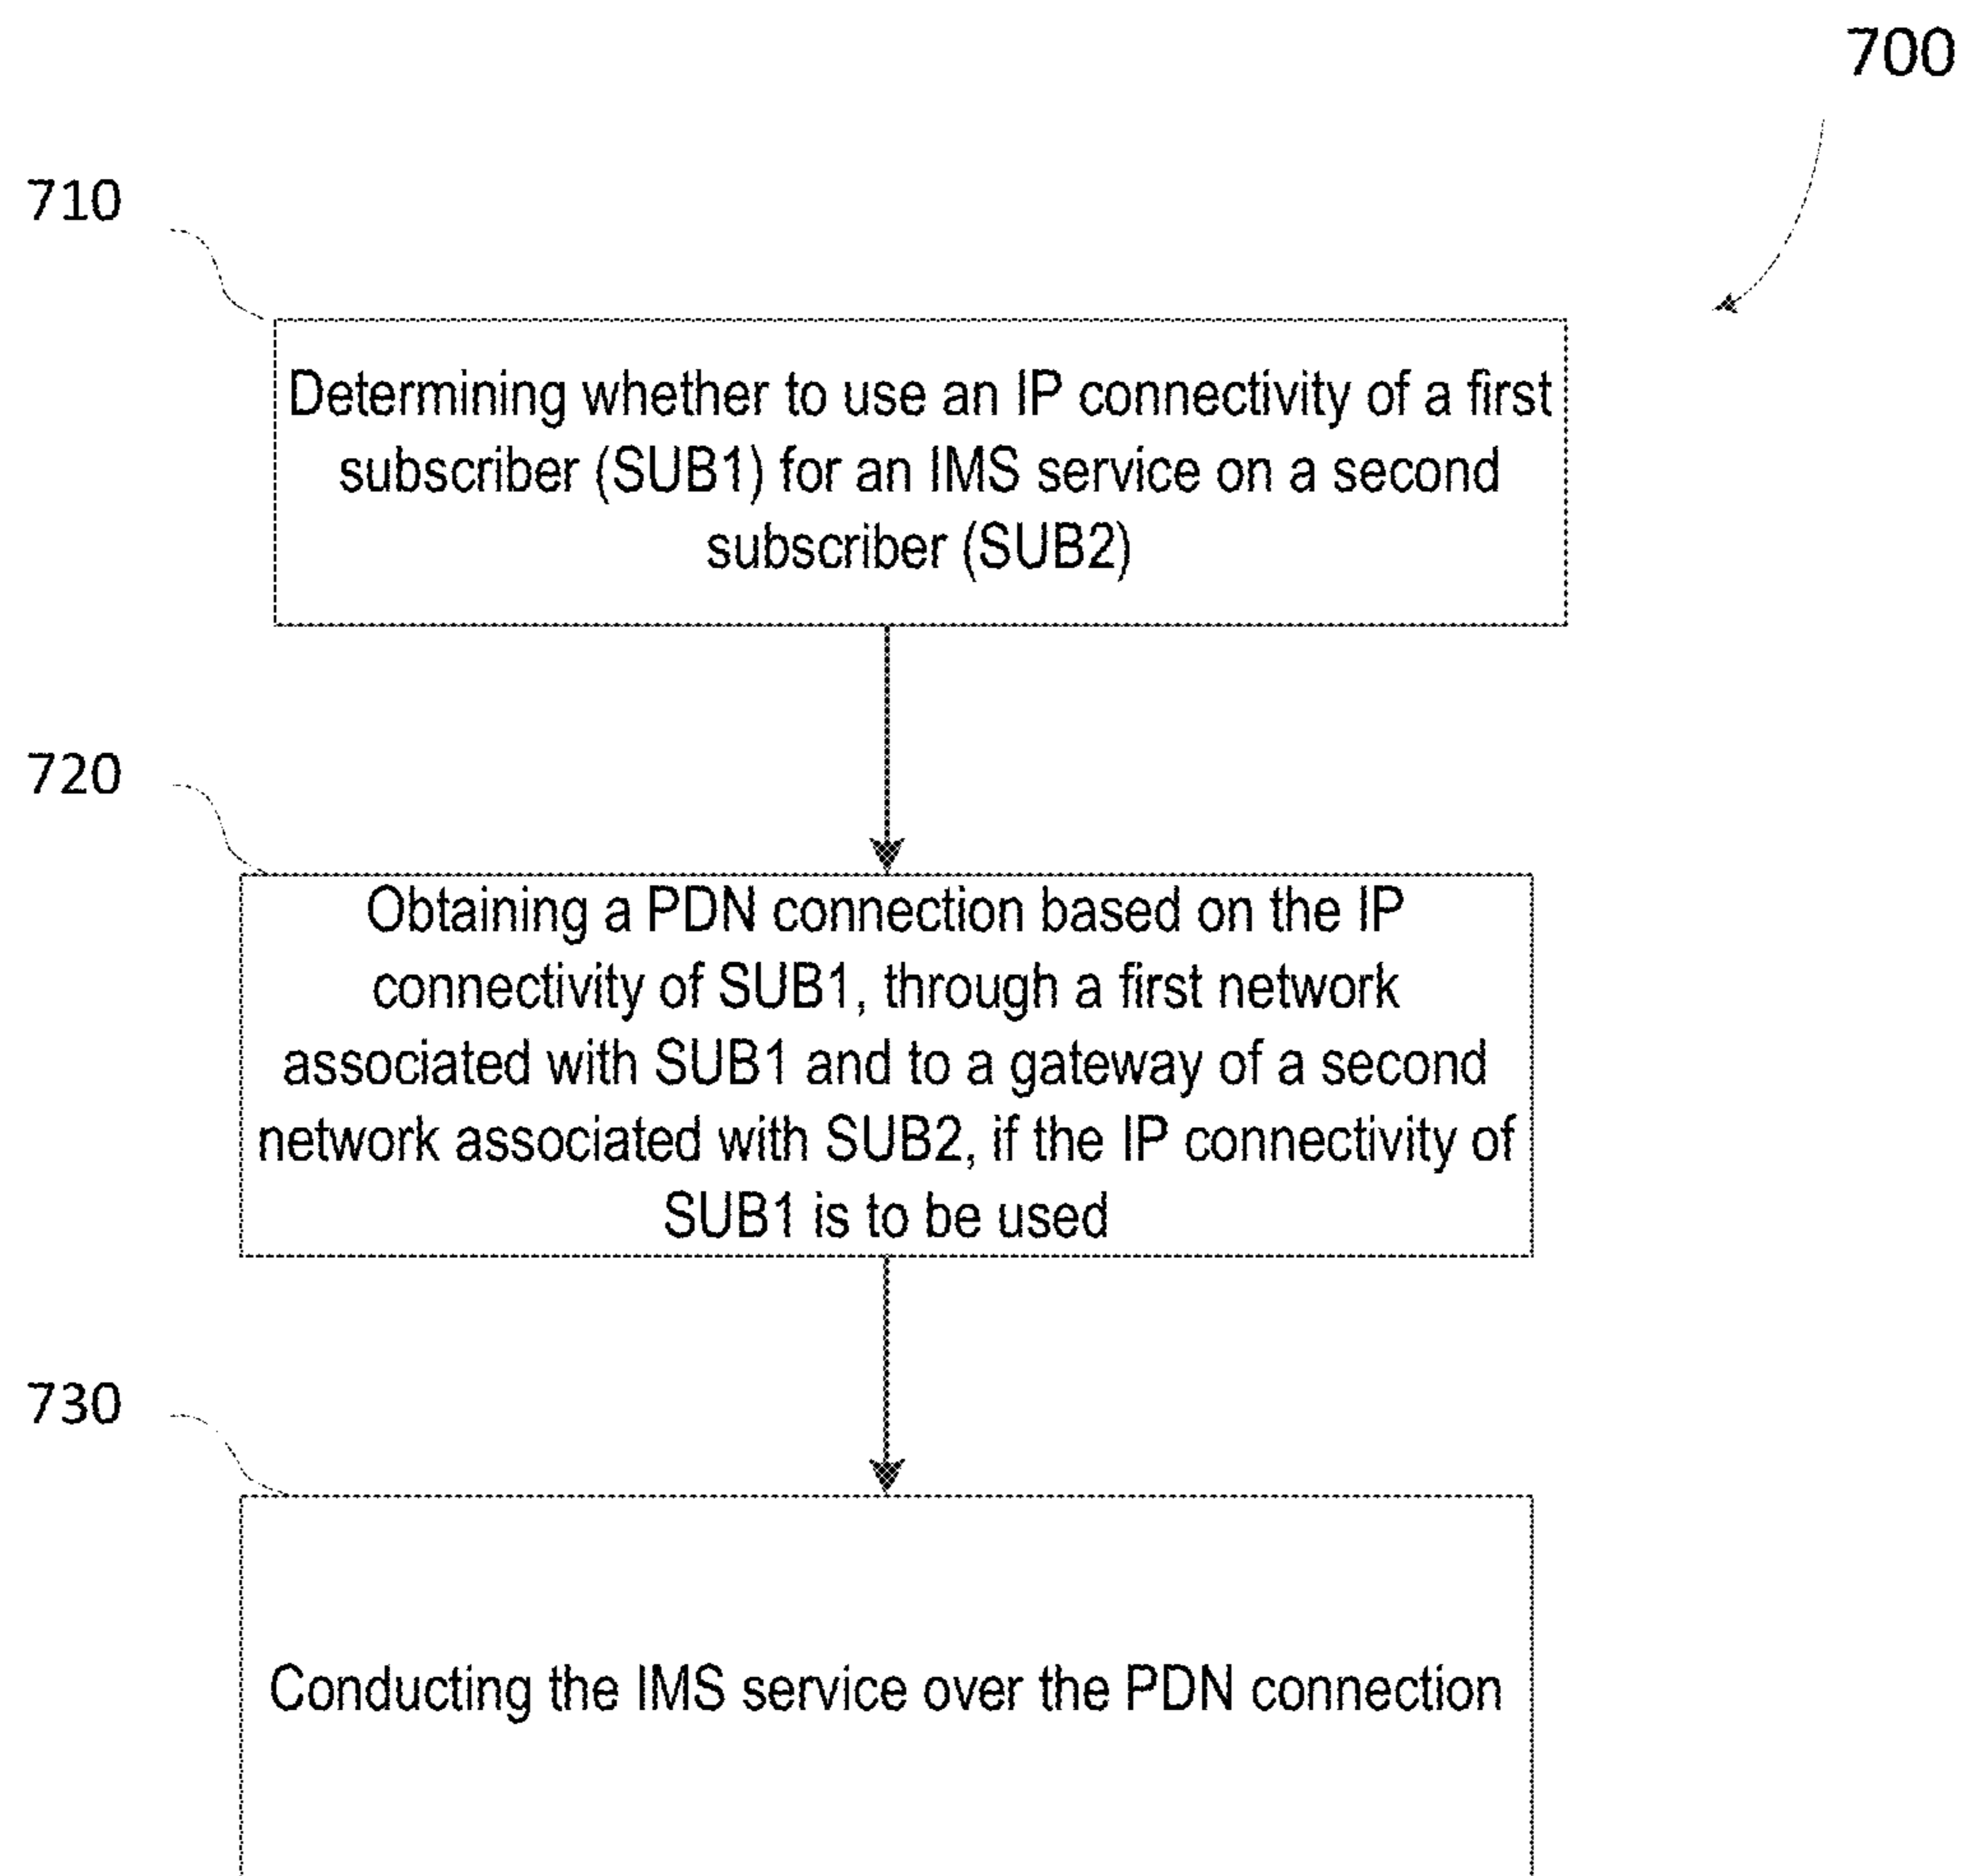 700
710
Determining whether to use an IP connectivity of a first
subscriber (SUB1) for an IMS service on a second
subscriber (SUB2)
720
Obtaining a PDN connection based on the IP
connectivity of SUB1, through a first network
associated with SUB1 and to a gateway of a second
network associated with SUB2, if the IP connectivity of
SUB1 is to be used
730
Conducting the IMS service over the PDN connection